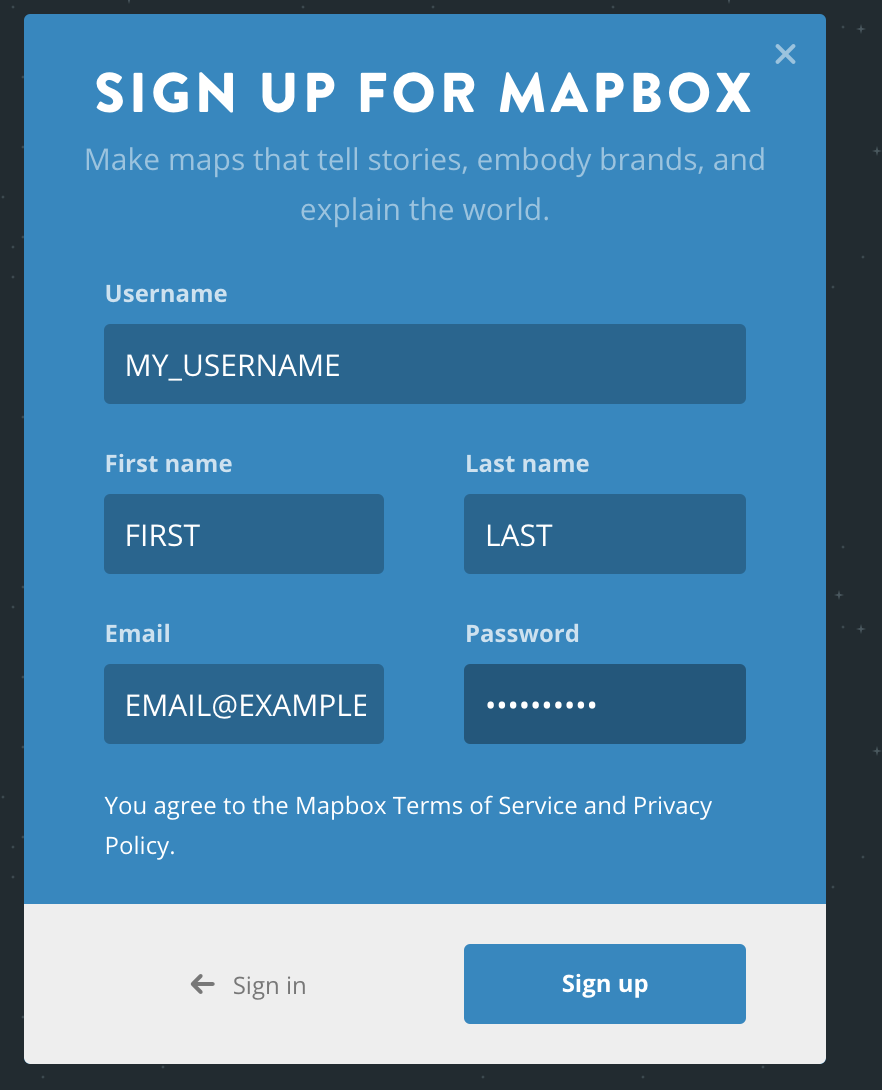 SIGN UP FOR MAPBOX
Make maps that tell stories, embody brands, and
explain the world.
Username
MY_USERNAME
First name
Last name
FIRST
LAST
Email
Password
EMAIL@EXAMPLE
••••••••••
You agree to the Mapbox Terms of Service and Privacy
Policy.
Sign in
Sign up